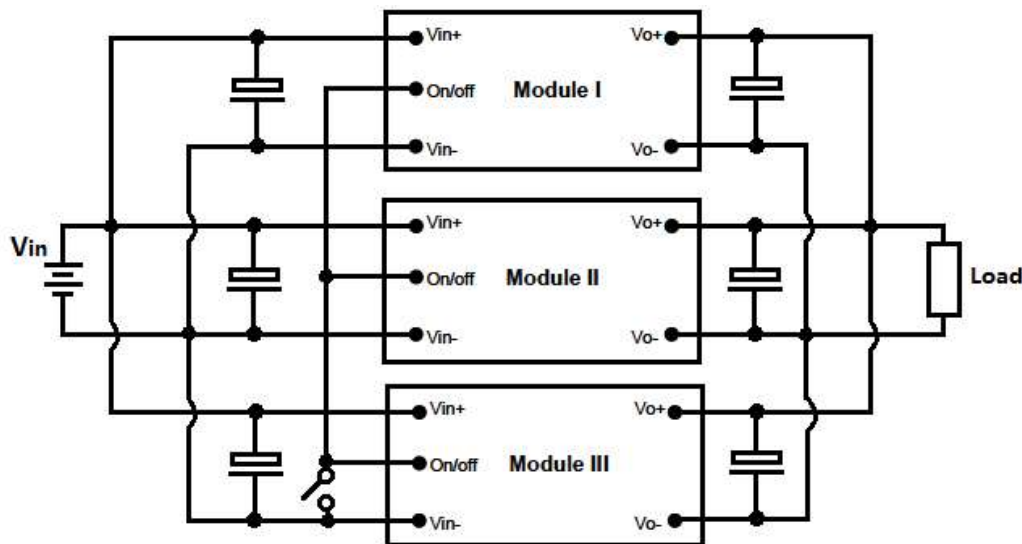 Vin+
Vo+
On/off
Module I
Vin-
Vo-
Vin+
Vo+
Vin
On/off
Module II
Load
Vin-
Vo-
Vin+
Vo+
On/off
Module III
Vin-
Vo-